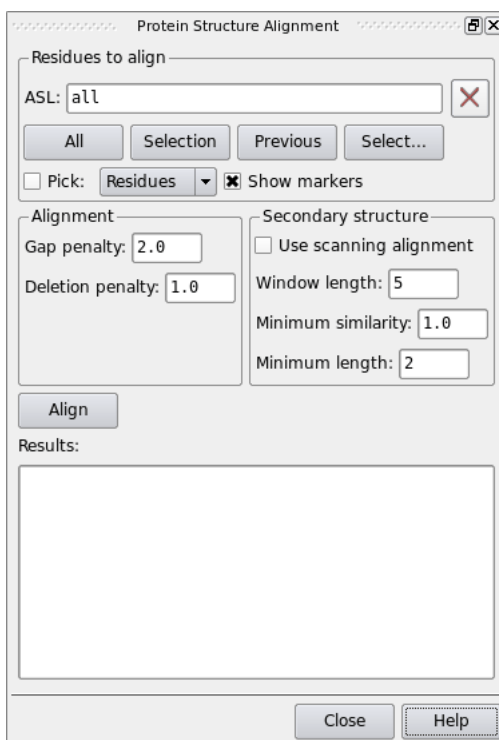 Protein Structure Alignment
Residues to align
ASL: all
All Selection Previous Select...
Pick: Residues Show markers
Alignment
Gap penalty: 2.0
Deletion penalty: 1.0
Secondary structure
Use scanning alignment
Window length: 5
Minimum similarity: 1.0
Minimum length: 2
Align
Results:
Close Help